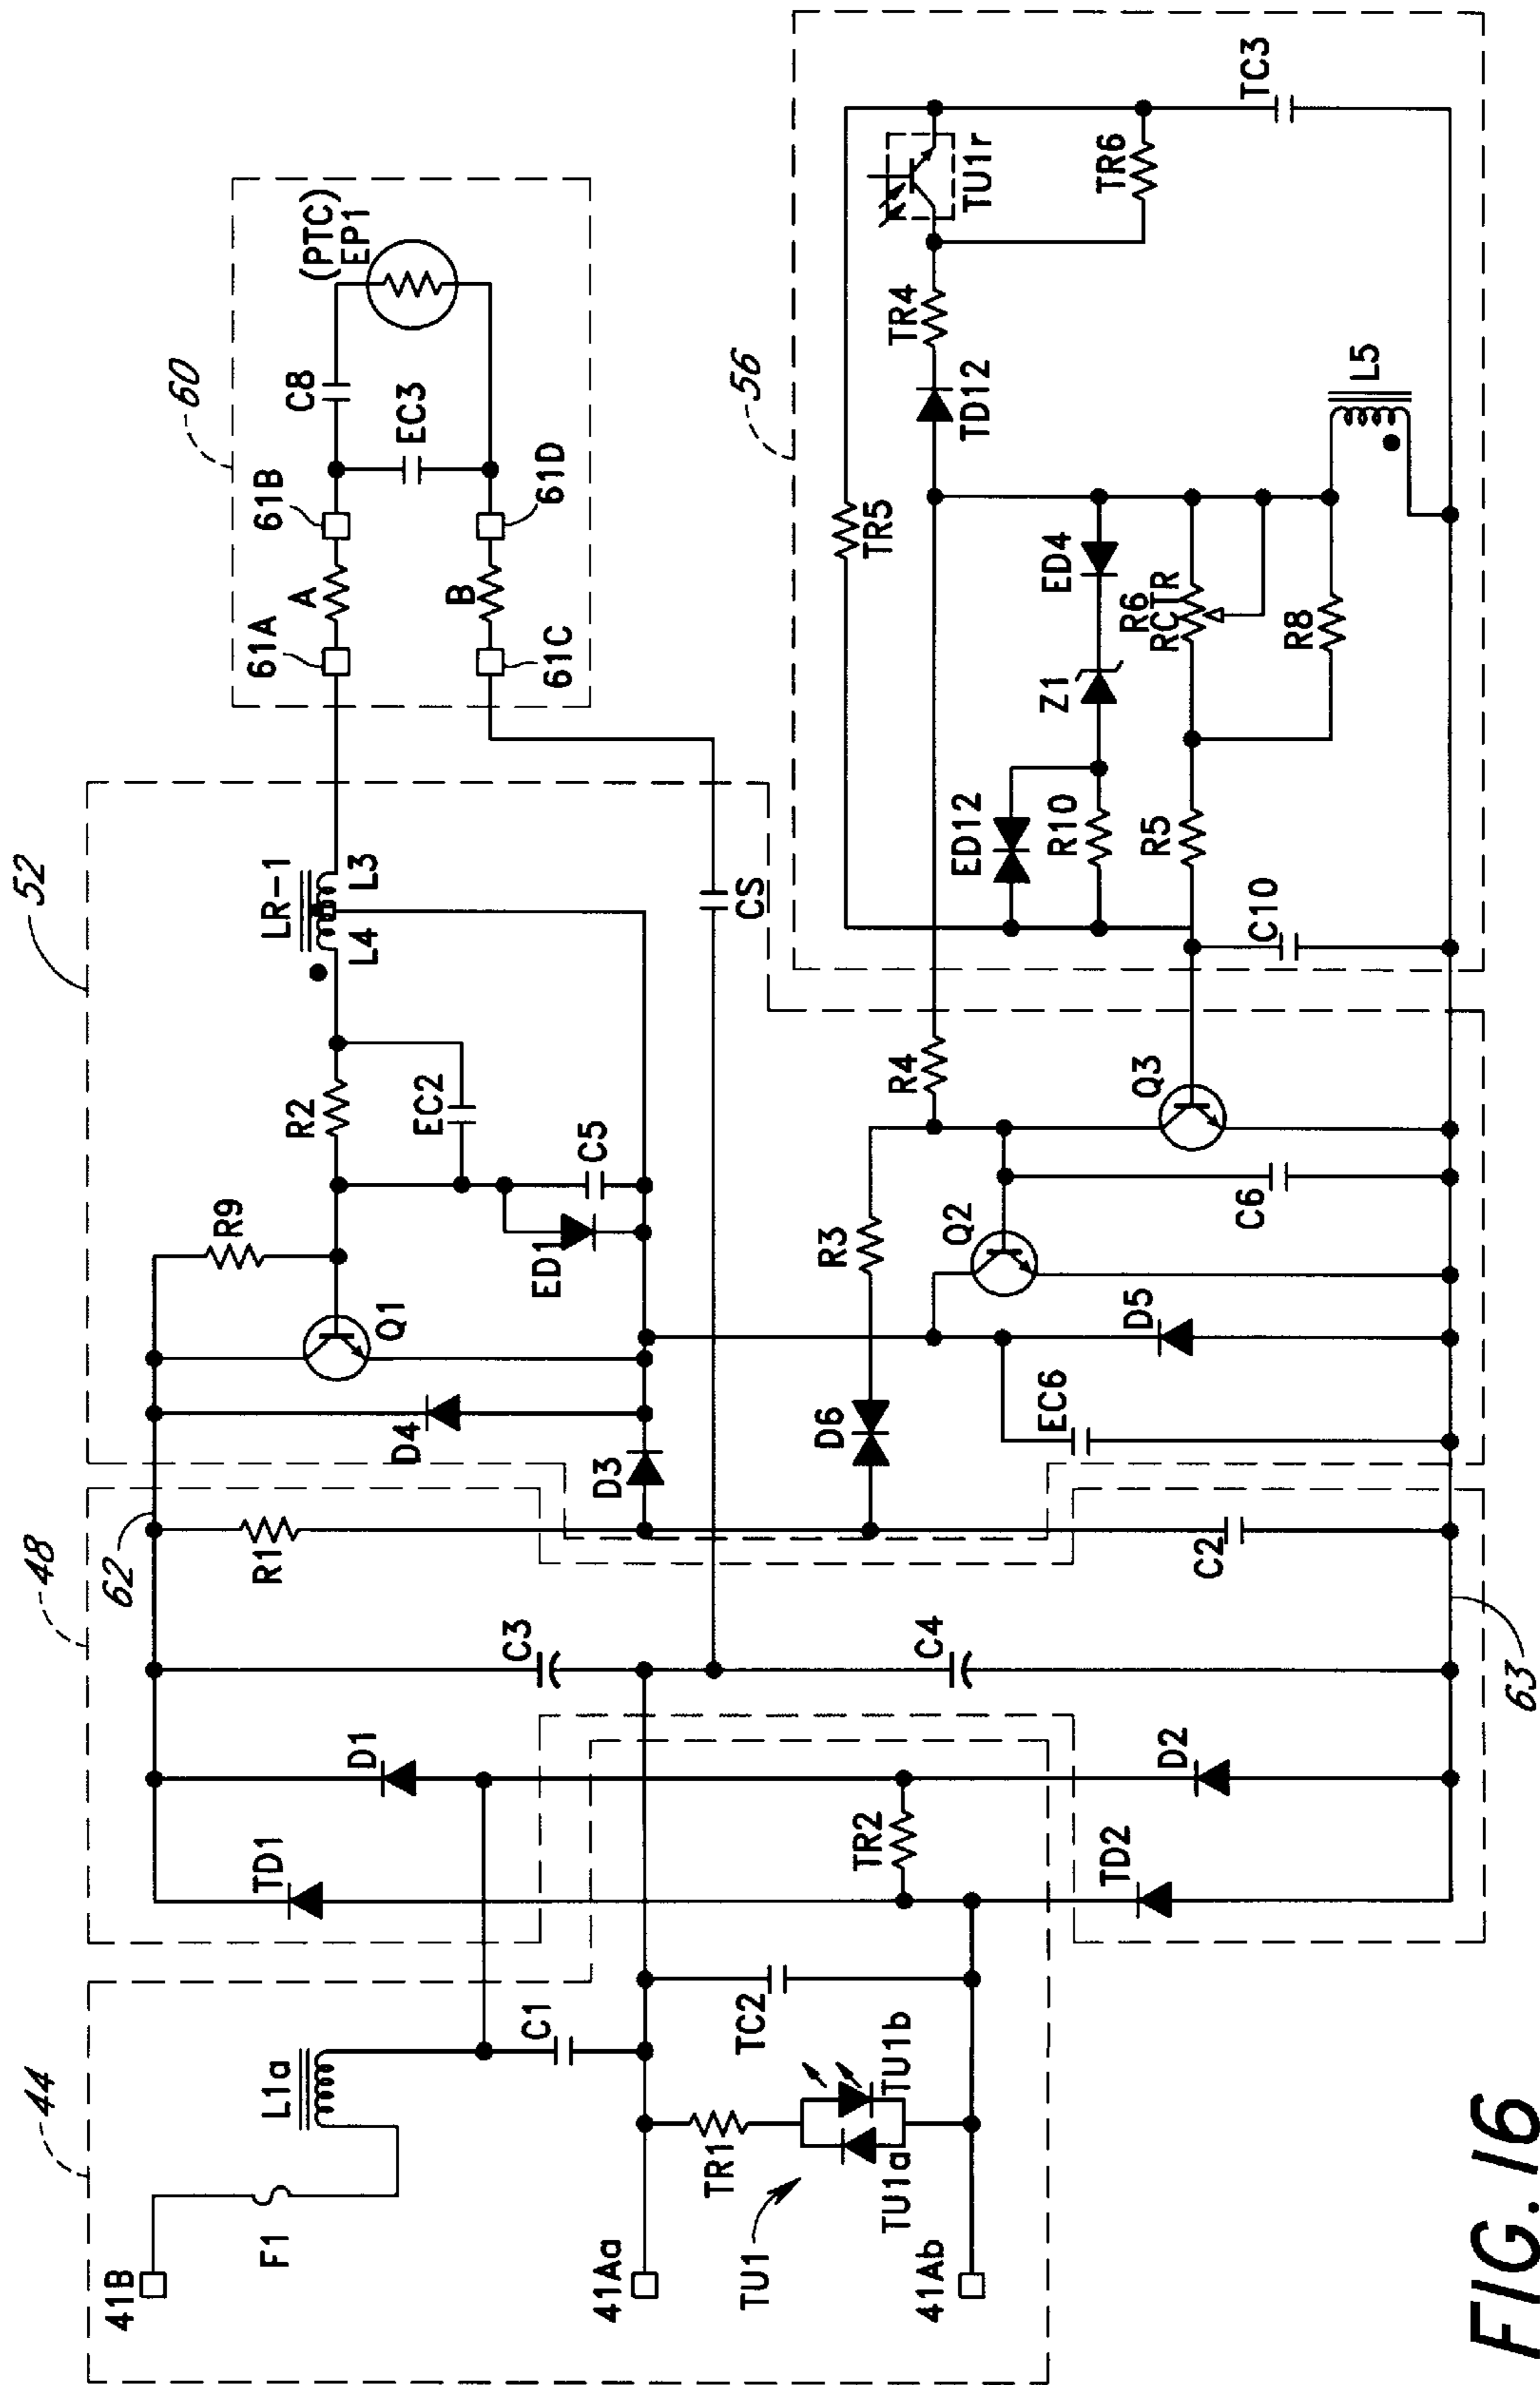 44
41B
F1
L1a
C1
41Aa
TR1
TU1
TU1a
TU1b
TC2
41Ab
48
62
TD1
D1
TR2
TD2
D2
C3
C4
R1
C2
63
52
D4
D3
Q1
R9
R2
EC2
ED1
C5
LR-1
L4
L3
CS
D6
R3
EC6
D5
Q2
C6
R4
Q3
60
61A
A
61B
C8
(PTC)
EP1
EC3
61C
B
61D
56
TR5
TD12
TR4
TU1r
TR6
TC3
ED12
R10
Z1
ED4
R5
R6
RCTR
R8
C10
L5
FIG. 16